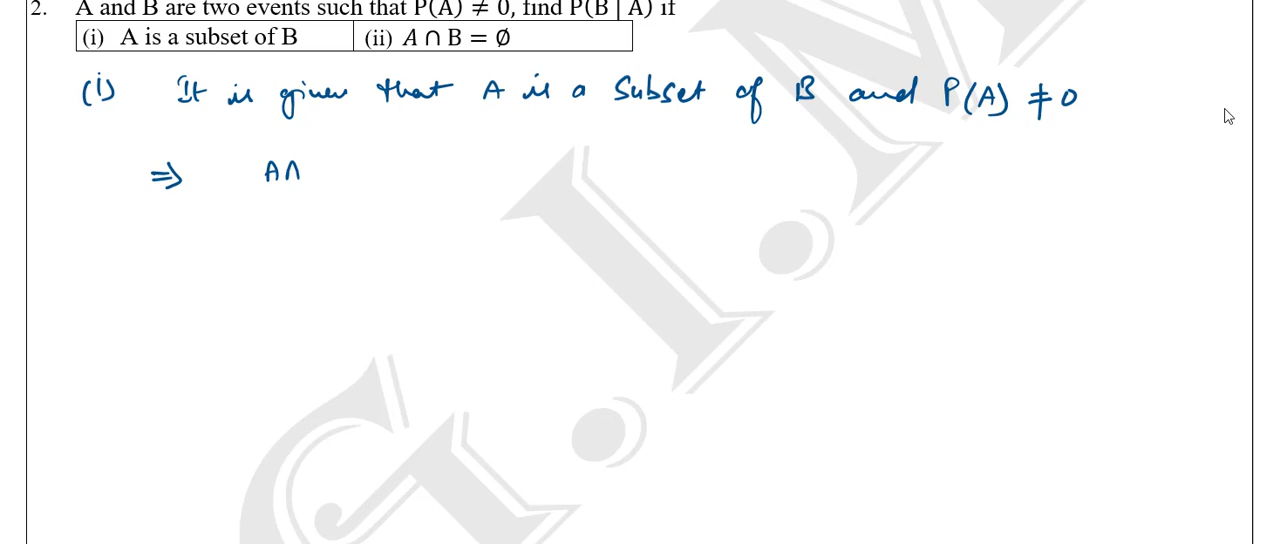 2. A and B are two events such that P(A) ≠ 0, find P(B | A) if
(i) A is a subset of B (ii) A ∩ B = ∅
(i) It is given that A is a subset of B and P(A) ≠ 0
⇒ A∩